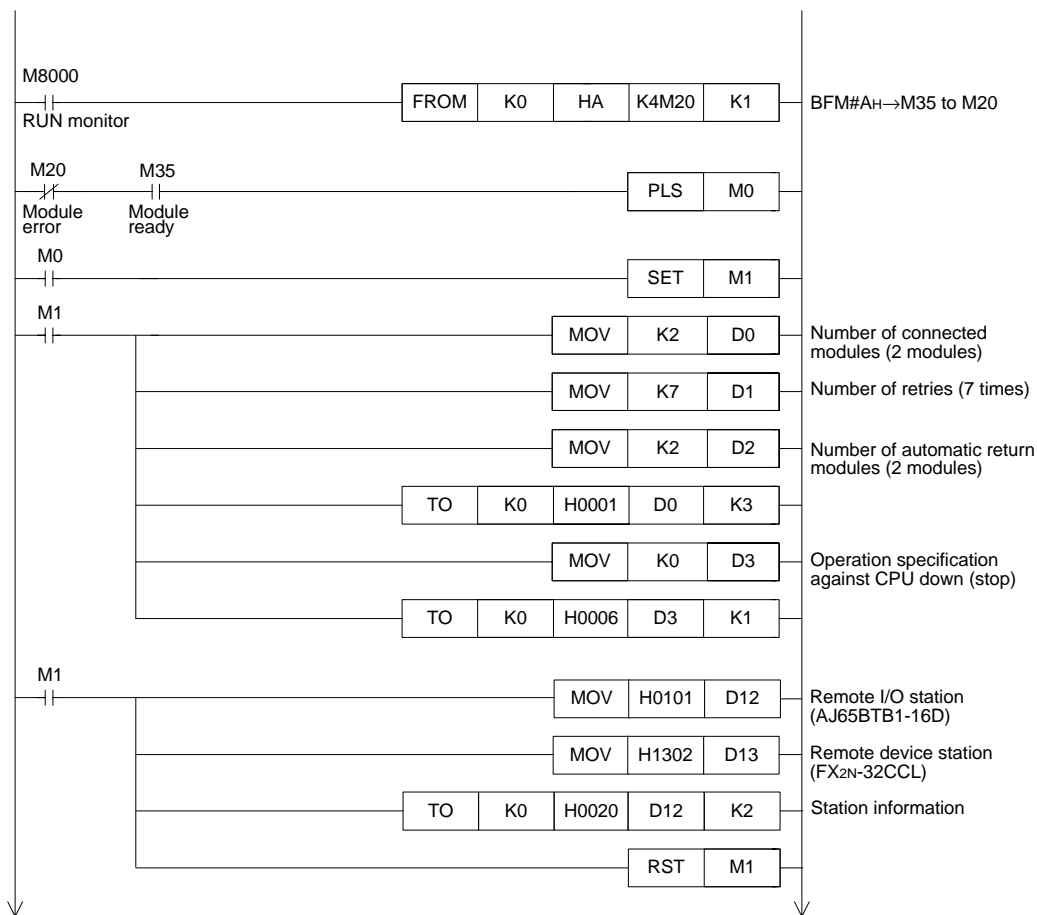 M8000
FROM K0 HA K4M20 K1 BFM#AH→M35 to M20
RUN monitor
M20 M35
PLS M0
Module error
Module ready
M0
SET M1
M1
MOV K2 D0 Number of connected
modules (2 modules)
MOV K7 D1 Number of retries (7 times)
MOV K2 D2 Number of automatic return
modules (2 modules)
TO K0 H0001 D0 K3
MOV K0 D3 Operation specification
against CPU down (stop)
TO K0 H0006 D3 K1
M1
MOV H0101 D12 Remote I/O station
(AJ65BTB1-16D)
MOV H1302 D13 Remote device station
(FX2N-32CCL)
TO K0 H0020 D12 K2 Station information
RST M1